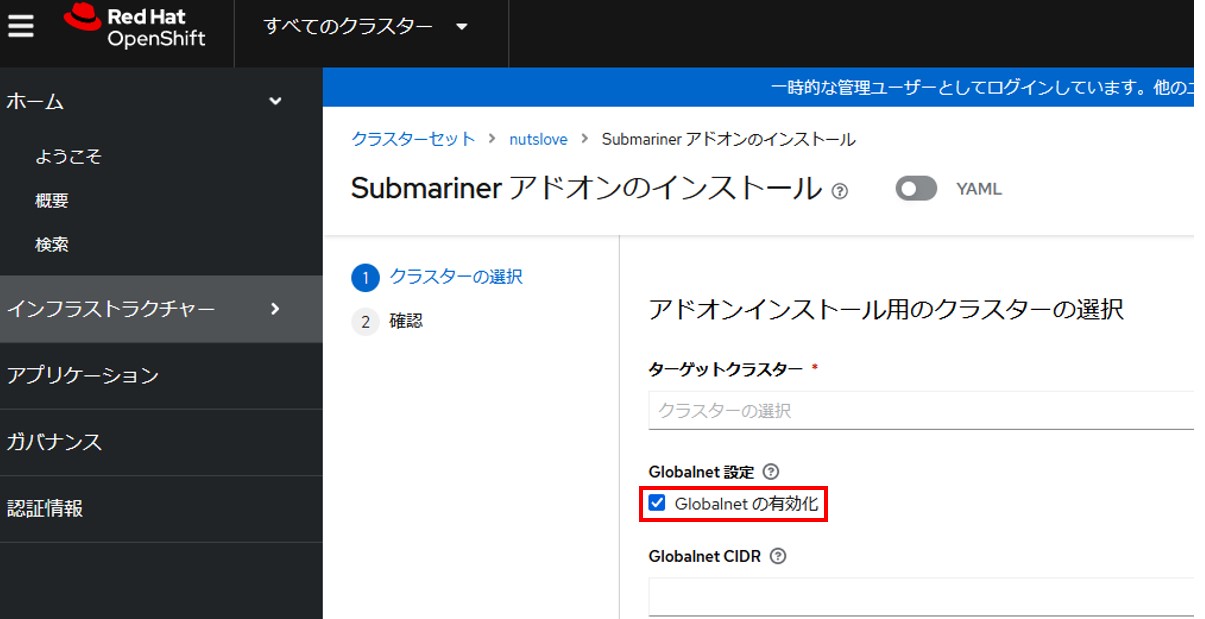 Red Hat
OpenShift
すべてのクラスター
一時的な管理ユーザーとしてログインしています。他の
ホーム
ようこそ
概要
検索
インフラストラクチャー
アプリケーション
ガバナンス
認証情報
クラスターセット > nutslove > Submariner アドオンのインストール
Submariner アドオンのインストール YAML
1 クラスターの選択
2 確認
アドオンインストール用のクラスターの選択
ターゲットクラスター *
クラスターの選択
Globalnet 設定
Globalnet の有効化
Globalnet CIDR